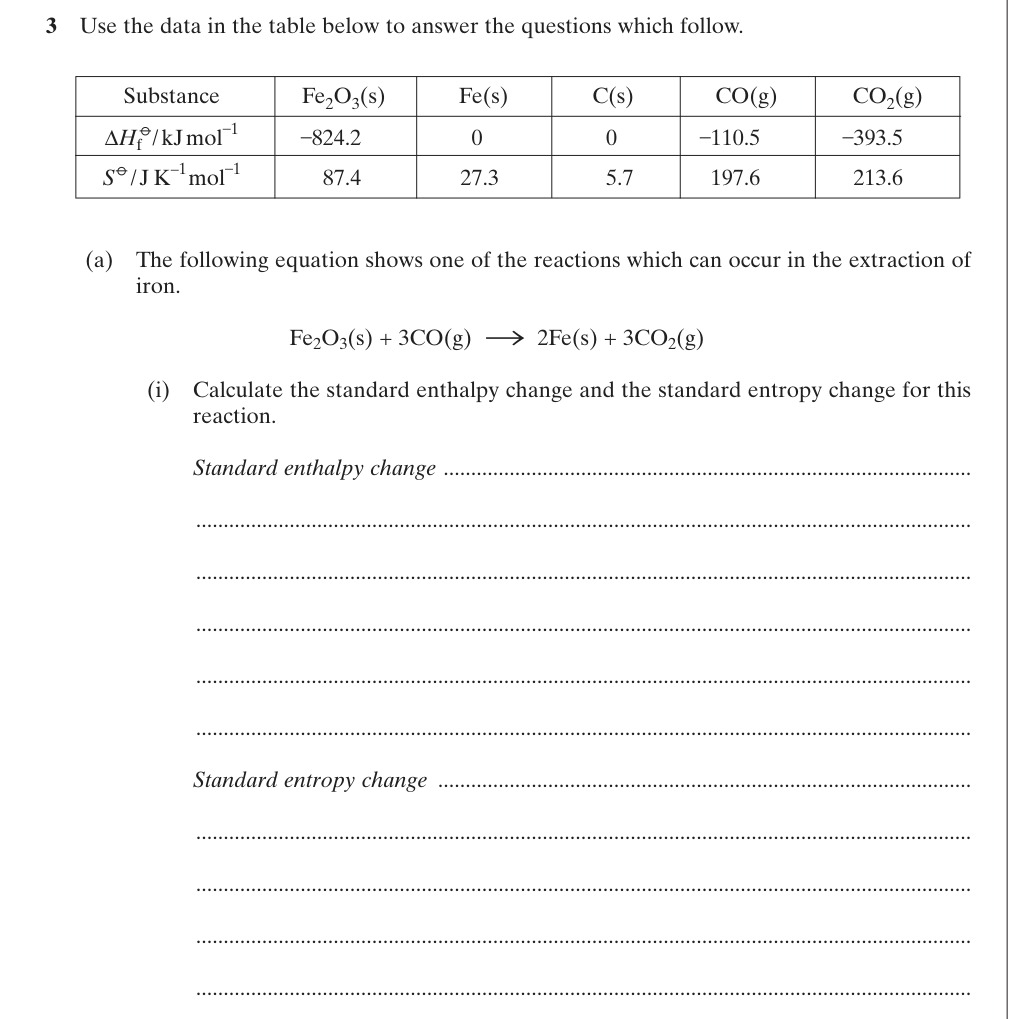 3 Use the data in the table below to answer the questions which follow.
Substance Fe₂O₃(s) Fe(s) C(s) CO(g) CO₂(g)
ΔH_f^⦵/kJ mol⁻¹ −824.2 0 0 −110.5 −393.5
S^⦵/J K⁻¹ mol⁻¹ 87.4 27.3 5.7 197.6 213.6
(a) The following equation shows one of the reactions which can occur in the extraction of
iron.
Fe₂O₃(s) + 3CO(g) ⟶ 2Fe(s) + 3CO₂(g)
(i) Calculate the standard enthalpy change and the standard entropy change for this
reaction.
Standard enthalpy change ....................
Standard entropy change ....................